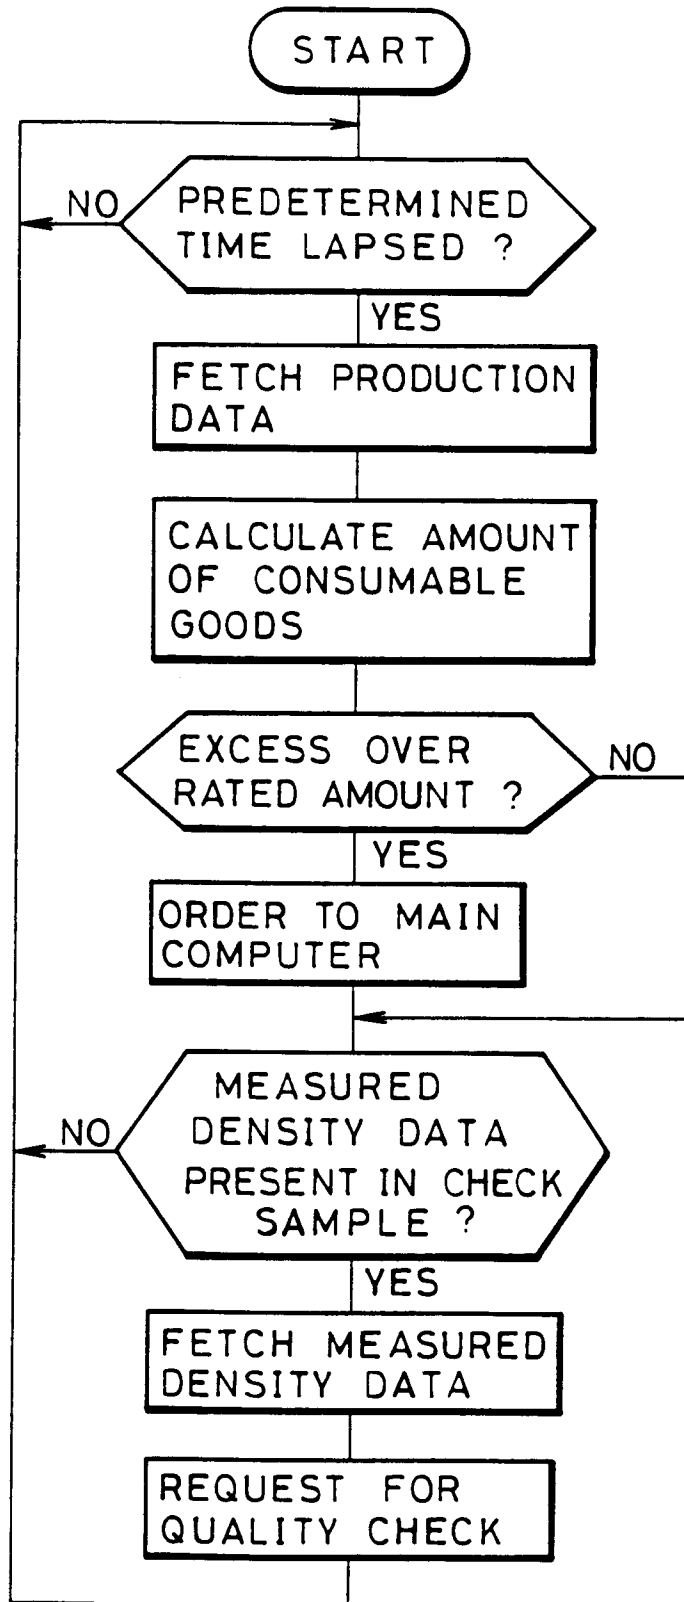 START
NO
PREDETERMINED
TIME LAPSED ?
YES
FETCH PRODUCTION
DATA
CALCULATE AMOUNT
OF CONSUMABLE
GOODS
EXCESS OVER
RATED AMOUNT ?
NO
YES
ORDER TO MAIN
COMPUTER
MEASURED
DENSITY DATA
NO
PRESENT IN CHECK
SAMPLE ?
YES
FETCH MEASURED
DENSITY DATA
REQUEST FOR
QUALITY CHECK